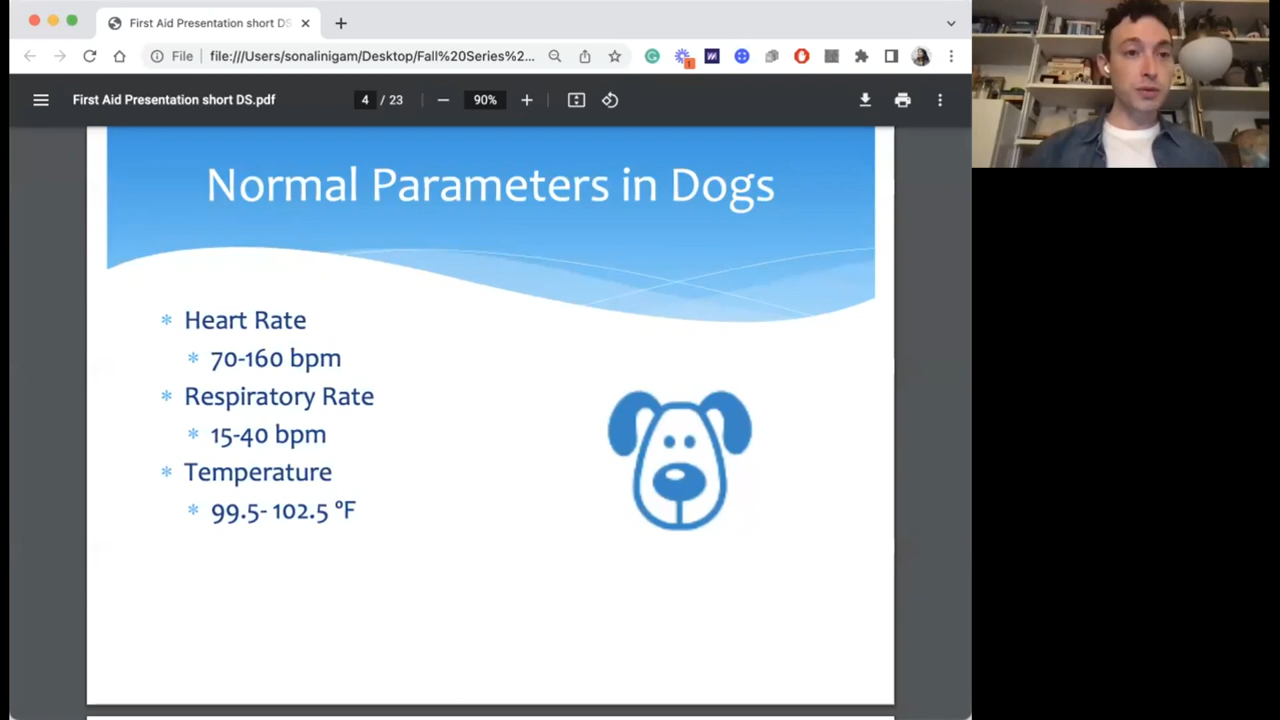 First Aid Presentation short DS
File
file:///Users/sonalinigam/Desktop/Fall%20Series%2...
1
First Aid Presentation short DS.pdf
4 / 23
90%
Normal Parameters in Dogs
Heart Rate
70-160 bpm
Respiratory Rate
15-40 bpm
Temperature
99.5- 102.5 °F